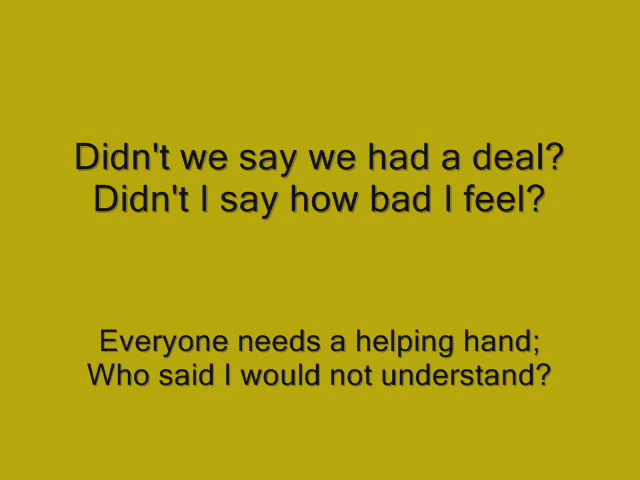 Didn't we say we had a deal?
Didn't I say how bad I feel?
Everyone needs a helping hand;
Who said I would not understand?